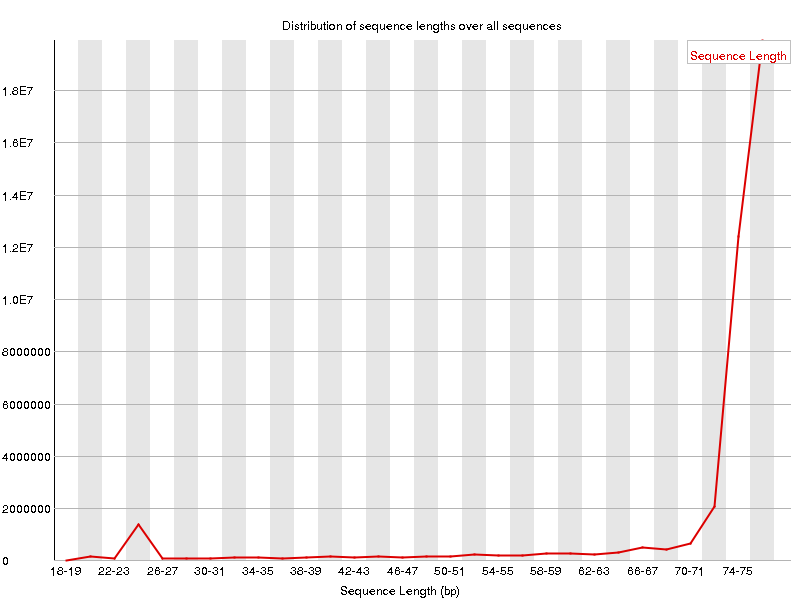 Distribution of sequence lengths over all sequences
Sequence Length
1.8E7
1.6E7
1.4E7
1.2E7
1.0E7
8000000
6000000
4000000
2000000
0
18-19 22-23 26-27 30-31 34-35 38-39 42-43 46-47 50-51 54-55 58-59 62-63 66-67 70-71 74-75
Sequence Length (bp)